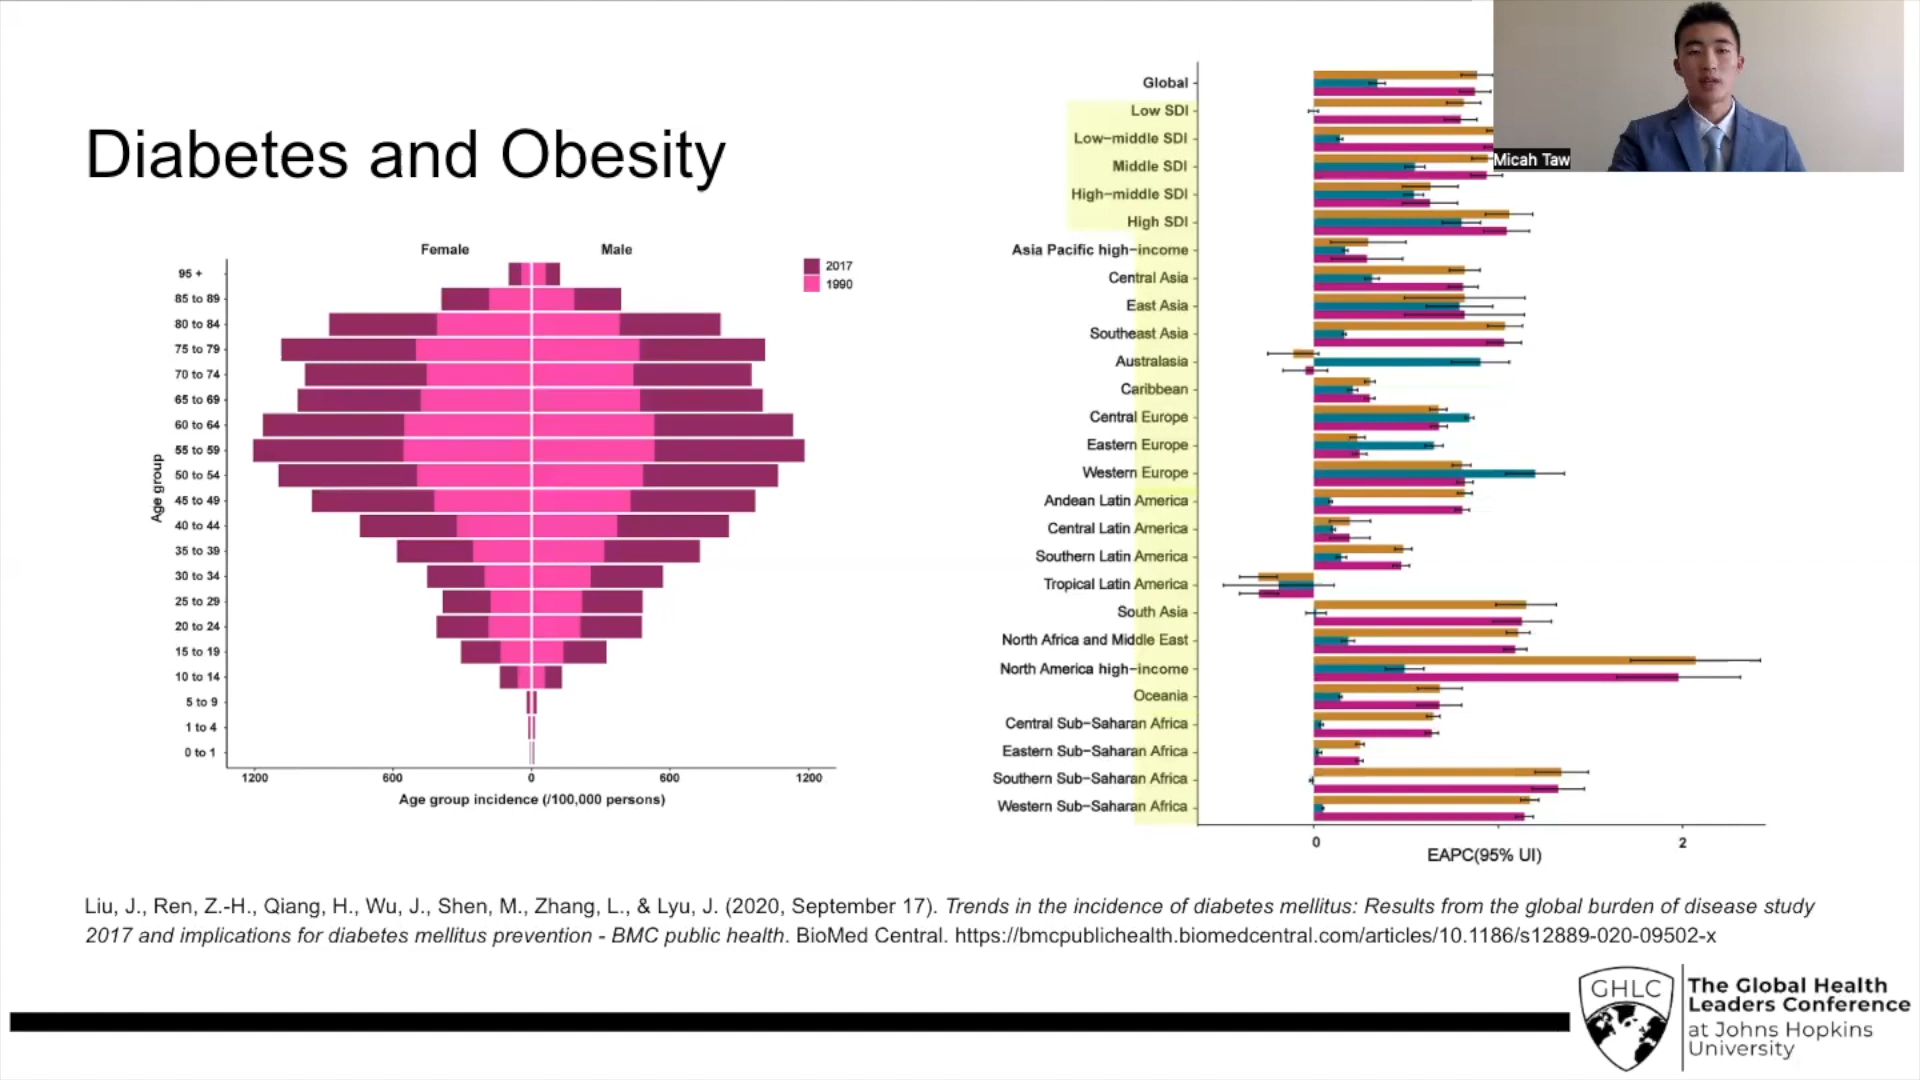 Diabetes and Obesity
Micah Taw
Female
Male
2017
1990
Age group
95 +
85 to 89
80 to 84
75 to 79
70 to 74
65 to 69
60 to 64
55 to 59
50 to 54
45 to 49
40 to 44
35 to 39
30 to 34
25 to 29
20 to 24
15 to 19
10 to 14
5 to 9
1 to 4
0 to 1
1200 600 0 600 1200
Age group incidence (/100,000 persons)
Global
Low SDI
Low−middle SDI
Middle SDI
High−middle SDI
High SDI
Asia Pacific high−income
Central Asia
East Asia
Southeast Asia
Australasia
Caribbean
Central Europe
Eastern Europe
Western Europe
Andean Latin America
Central Latin America
Southern Latin America
Tropical Latin America
South Asia
North Africa and Middle East
North America high−income
Oceania
Central Sub−Saharan Africa
Eastern Sub−Saharan Africa
Southern Sub−Saharan Africa
Western Sub−Saharan Africa
0 2
EAPC(95% UI)
Liu, J., Ren, Z.-H., Qiang, H., Wu, J., Shen, M., Zhang, L., & Lyu, J. (2020, September 17). Trends in the incidence of diabetes mellitus: Results from the global burden of disease study
2017 and implications for diabetes mellitus prevention - BMC public health. BioMed Central. https://bmcpublichealth.biomedcentral.com/articles/10.1186/s12889-020-09502-x
GHLC
The Global Health
Leaders Conference
at Johns Hopkins
University